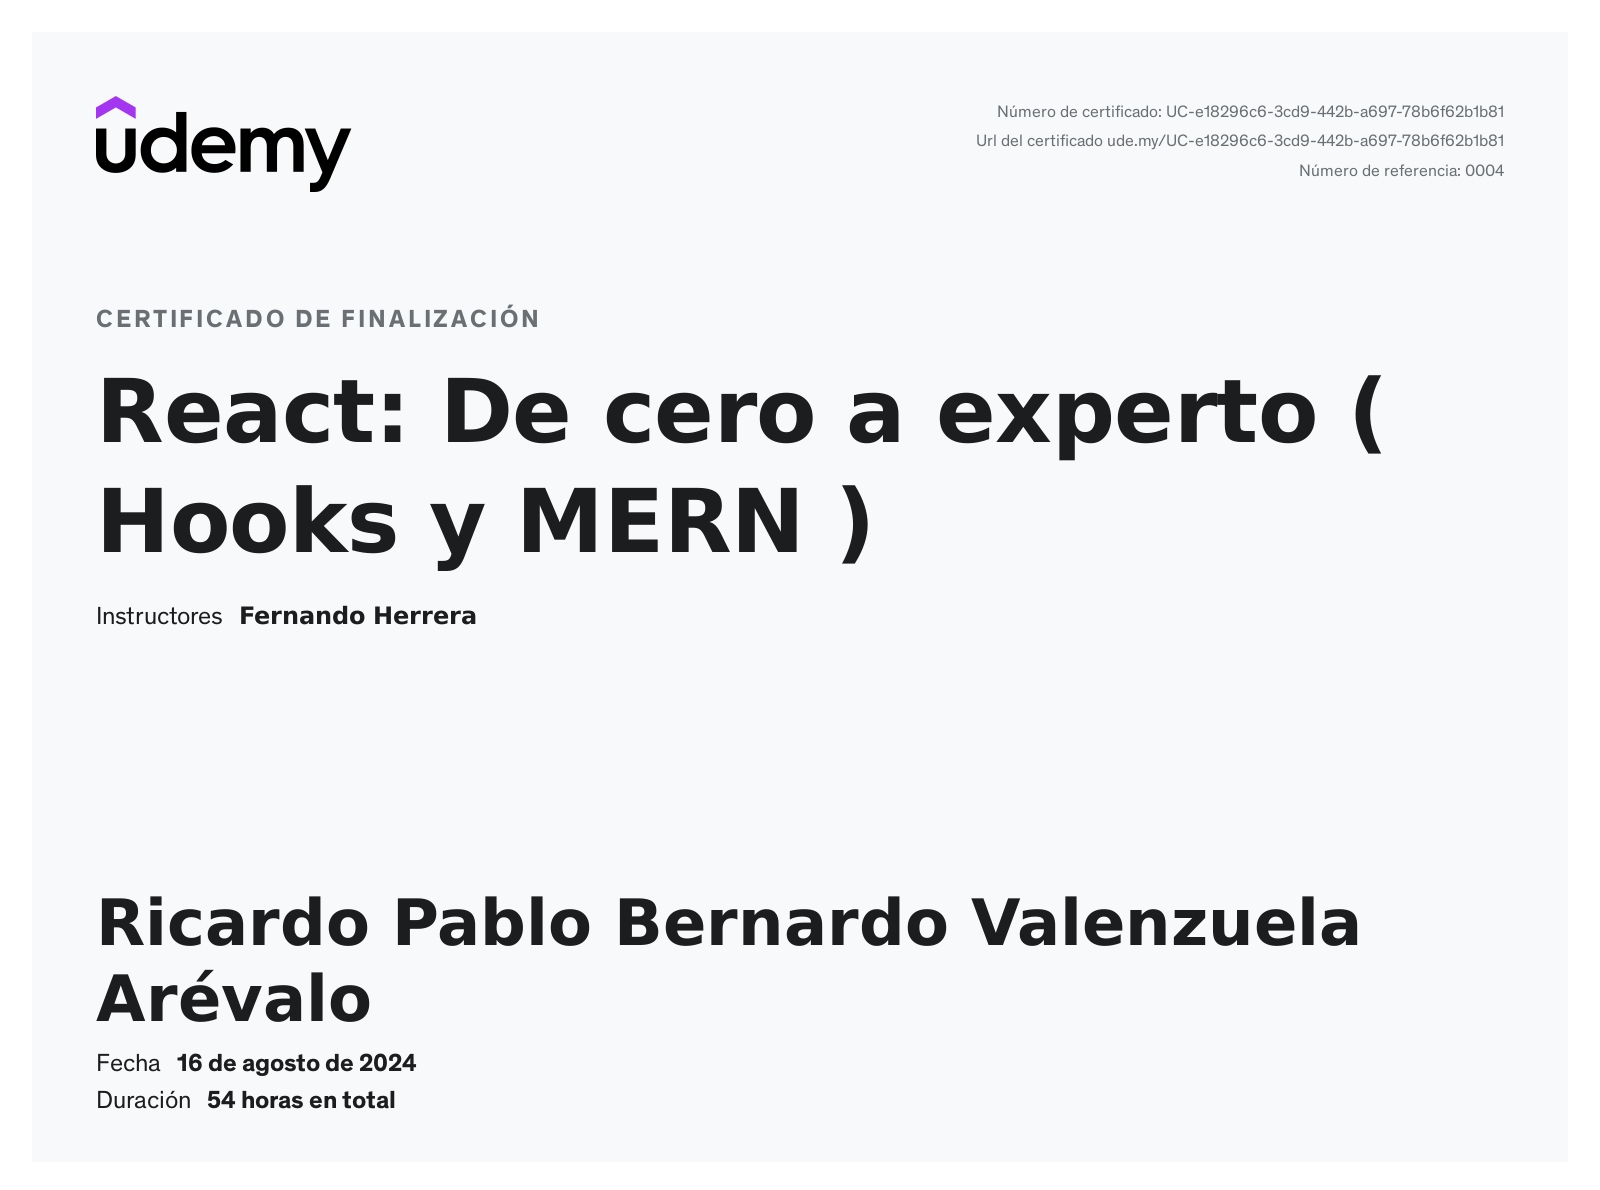 udemy
Número de certificado: UC-e18296c6-3cd9-442b-a697-78b6f62b1b81
Url del certificado ude.my/UC-e18296c6-3cd9-442b-a697-78b6f62b1b81
Número de referencia: 0004
CERTIFICADO DE FINALIZACIÓN
React: De cero a experto (
Hooks y MERN )
Instructores Fernando Herrera
Ricardo Pablo Bernardo Valenzuela
Arévalo
Fecha 16 de agosto de 2024
Duración 54 horas en total